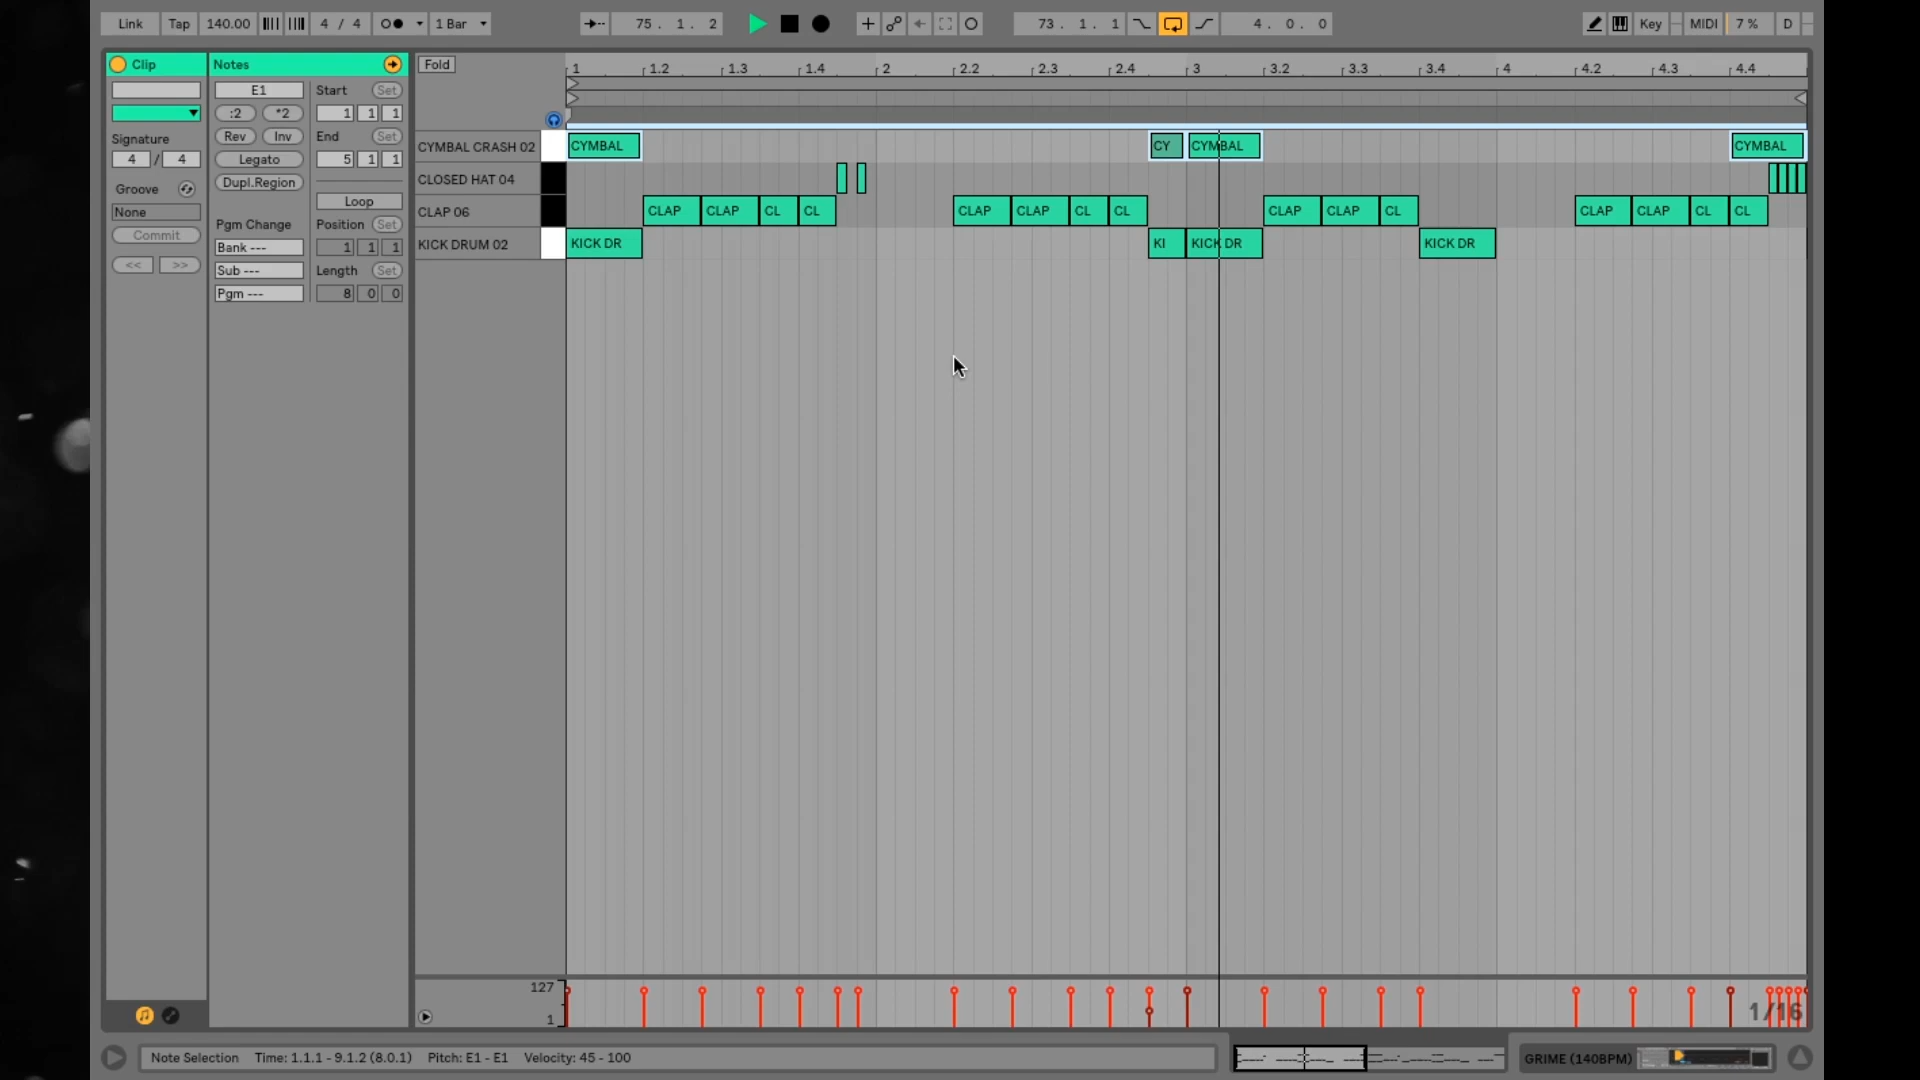 Link Tap 140.00 4 / 4 1 Bar 75. 1. 2 73. 1. 1 4. 0. 0 Key MIDI 7 % D
Clip Notes Fold 1 1.2 1.3 1.4 2 2.2 2.3 2.4 3 3.2 3.3 3.4 4 4.2 4.3 4.4
E1 Start Set
:2 *2 1 1 1
Signature Rev Inv End Set
4 / 4 Legato 5 1 1
CYMBAL CRASH 02 CYMBAL CY CYMBAL CYMBAL
Dupl.Region
CLOSED HAT 04
Groove Loop
None CLAP 06 CLAP CLAP CL CL CLAP CLAP CL CL CLAP CLAP CL CLAP CLAP CL CL
Pgm Change Position Set
Commit
Bank --- 1 1 1
KICK DRUM 02 KICK DR KI KICK DR KICK DR
<< >> Sub --- Length Set
Pgm --- 8 0 0
127
1
1/16
Note Selection Time: 1.1.1 - 9.1.2 (8.0.1) Pitch: E1 - E1 Velocity: 45 - 100 GRIME (140BPM)